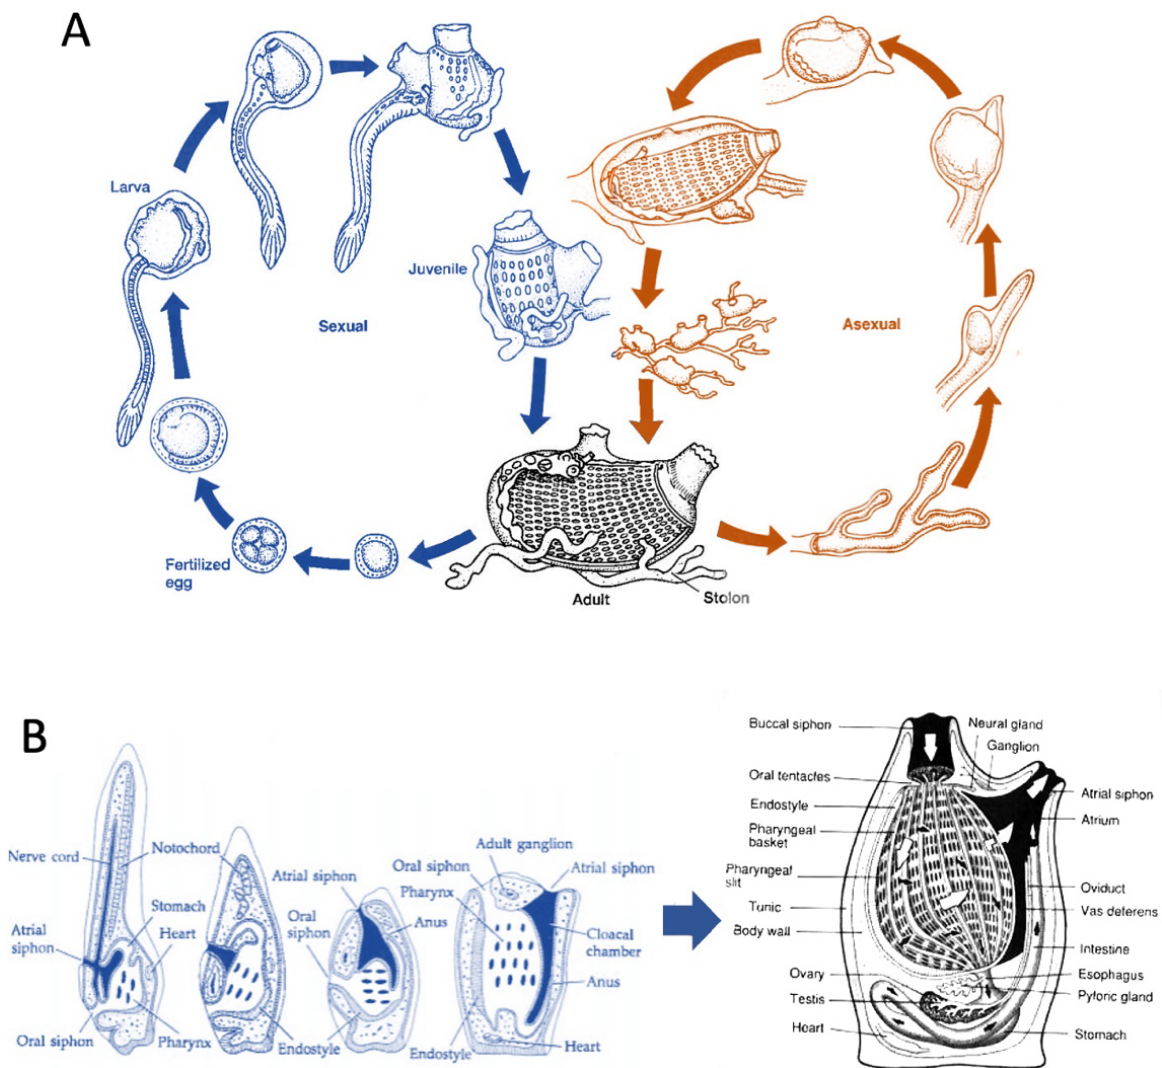 A
Larva
Juvenile
Sexual
Asexual
Fertilized
egg
Adult
Stolon
B
Nerve cord
Notochord
Stomach
Heart
Atrial
siphon
Oral siphon
Pharynx
Atrial siphon
Oral
siphon
Anus
Endostyle
Adult ganglion
Oral siphon
Atrial siphon
Pharynx
Cloacal
chamber
Anus
Endostyle
Heart
Buccal siphon
Neural gland
Ganglion
Oral tentacles
Atrial siphon
Endostyle
Atrium
Pharyngeal
basket
Pharyngeal
slit
Oviduct
Tunic
Vas deferens
Body wall
Intestine
Ovary
Esophagus
Testis
Pyloric gland
Heart
Stomach